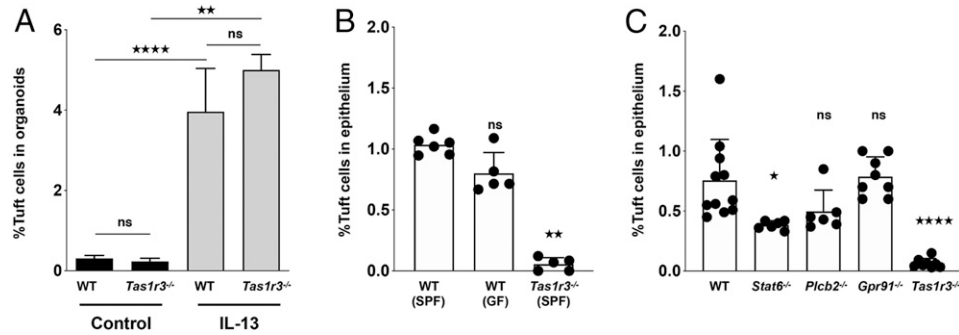 A
%Tuft cells in organoids
6
4
2
0
★★
★★★★
ns
ns
WT
Tas1r3-/-
WT
Tas1r3-/-
Control
IL-13
B
%Tuft cells in epithelium
2.0
1.5
1.0
0.5
0.0
ns
★★
WT
(SPF)
WT
(GF)
Tas1r3-/-
(SPF)
C
%Tuft cells in epithelium
2.0
1.5
1.0
0.5
0.0
★
ns
ns
★★★★
WT
Stat6-/-
Plcb2-/-
Gpr91-/-
Tas1r3-/-